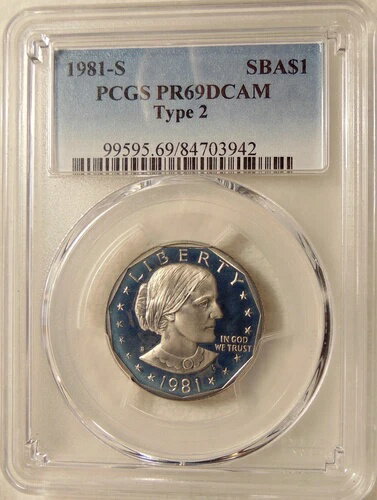 1981-S SBA$1
PCGS PR69DCAM
Type 2
99595.69/84703942
LIBERTY
IN GOD
WE TRUST
S
1981